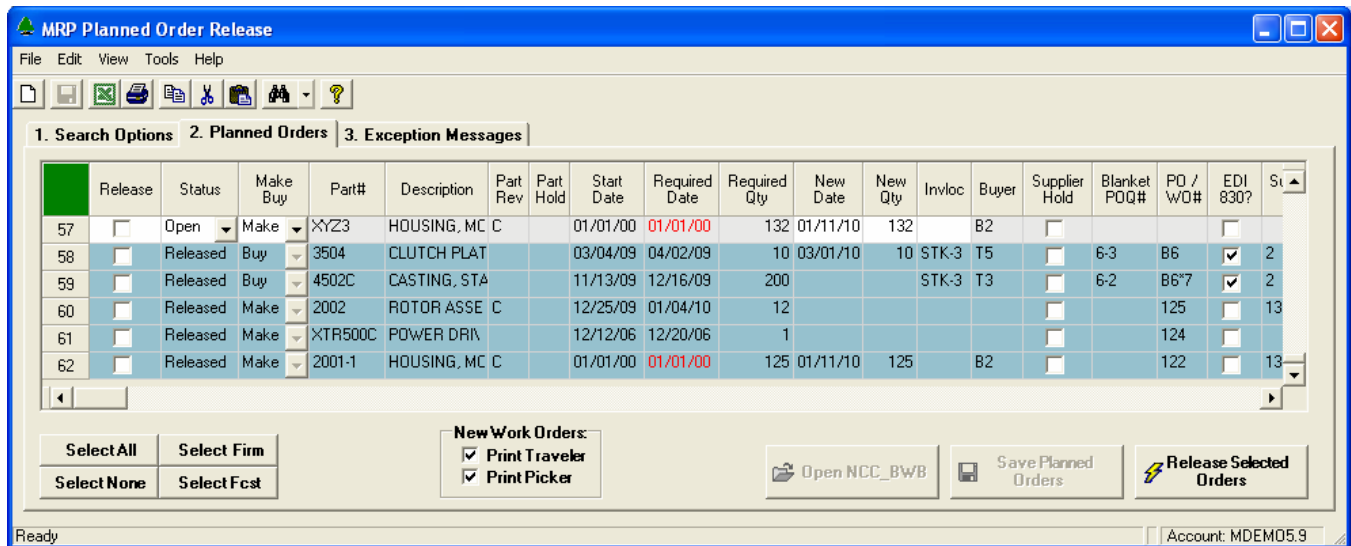 MRP Planned Order Release
File Edit View Tools Help
1. Search Options 2. Planned Orders 3. Exception Messages
Release Status Make Buy Part# Description Part Rev Part Hold Start Date Required Date Required Qty New Date New Qty Invloc Buyer Supplier Hold Blanket POQ# PO / WO# EDI 830? Su
57 Open Make XYZ3 HOUSING, MC C 01/01/00 01/01/00 132 01/11/10 132 B2
58 Released Buy 3504 CLUTCH PLAT 03/04/09 04/02/09 10 03/01/10 10 STK-3 T5 6-3 B6 2
59 Released Buy 4502C CASTING, STA 11/13/09 12/16/09 200 STK-3 T3 6-2 B6*7 2
60 Released Make 2002 ROTOR ASSE C 12/25/09 01/04/10 12 125 13
61 Released Make XTR500C POWER DRIV 12/12/06 12/20/06 1 124
62 Released Make 2001-1 HOUSING, MC C 01/01/00 01/01/00 125 01/11/10 125 B2 122 13
Select All Select Firm
Select None Select Fcst
New Work Orders:
Print Traveler
Print Picker
Open NCC_BWB
Save Planned Orders
Release Selected Orders
Ready Account: MDEMO5.9